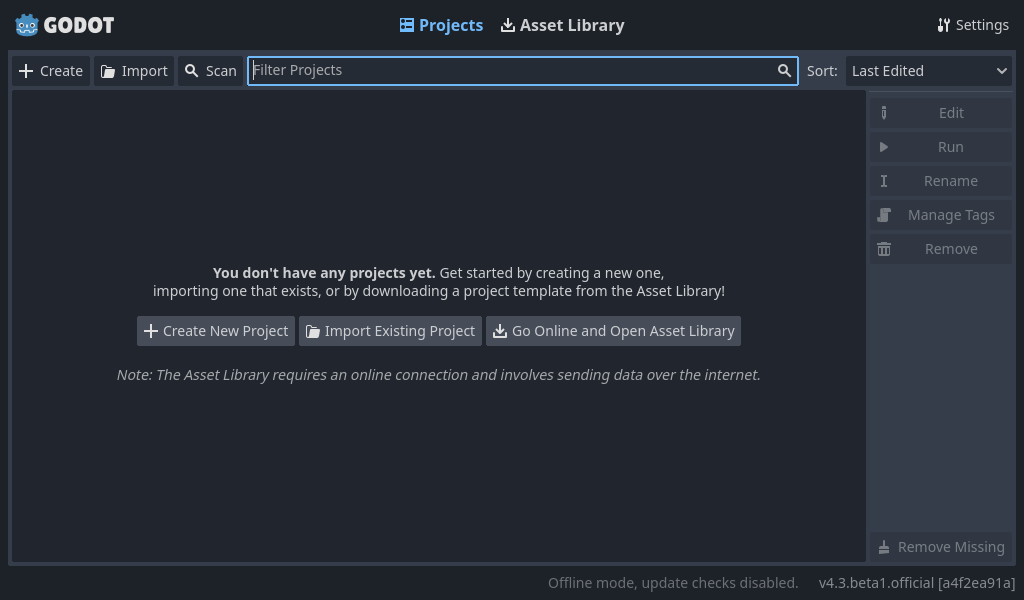 GODOT
Projects
Asset Library
Settings
Create
Import
Scan
Filter Projects
Sort:
Last Edited
Edit
Run
Rename
Manage Tags
Remove
You don't have any projects yet. Get started by creating a new one,
importing one that exists, or by downloading a project template from the Asset Library!
Create New Project
Import Existing Project
Go Online and Open Asset Library
Note: The Asset Library requires an online connection and involves sending data over the internet.
Remove Missing
Offline mode, update checks disabled.
v4.3.beta1.official [a4f2ea91a]